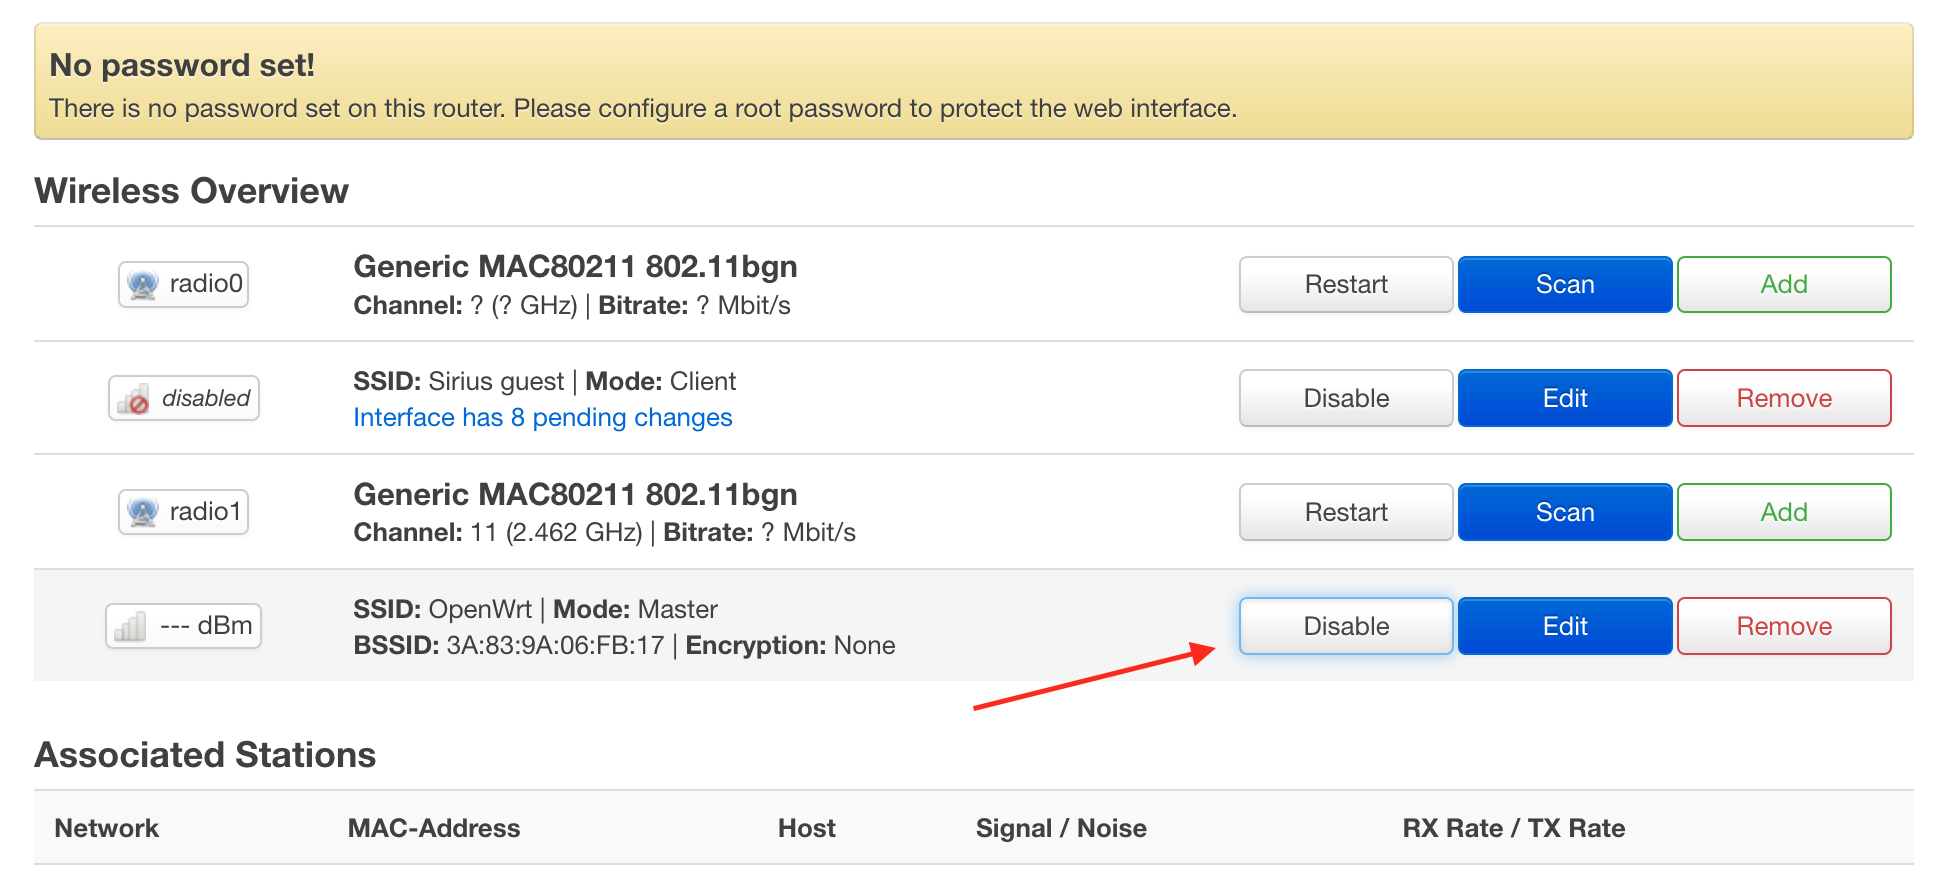 No password set!
There is no password set on this router. Please configure a root password to protect the web interface.
Wireless Overview
radio0
Generic MAC80211 802.11bgn
Channel: ? (? GHz) | Bitrate: ? Mbit/s
Restart Scan Add
disabled
SSID: Sirius guest | Mode: Client
Interface has 8 pending changes
Disable Edit Remove
radio1
Generic MAC80211 802.11bgn
Channel: 11 (2.462 GHz) | Bitrate: ? Mbit/s
Restart Scan Add
--- dBm
SSID: OpenWrt | Mode: Master
BSSID: 3A:83:9A:06:FB:17 | Encryption: None
Disable Edit Remove
Associated Stations
Network MAC-Address Host Signal / Noise RX Rate / TX Rate